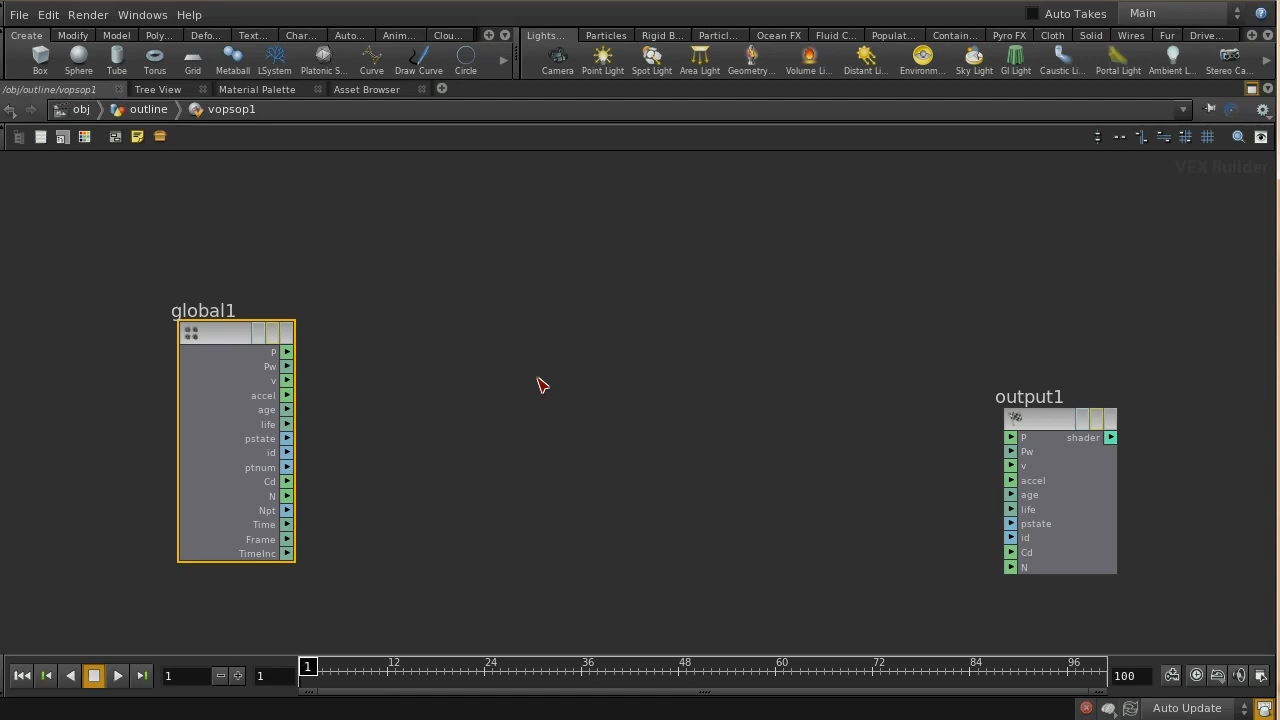 File Edit Render Windows Help Auto Takes Main
Create Modify Model Poly... Defo... Text... Char... Auto... Anim... Clou... Lights... Particles Rigid B... Particl... Ocean FX Fluid C... Populat... Contain... Pyro FX Cloth Solid Wires Fur Drive...
Box Sphere Tube Torus Grid Metaball LSystem Platonic S... Curve Draw Curve Circle Camera Point Light Spot Light Area Light Geometry... Volume Li... Distant Li... Environm... Sky Light GI Light Caustic Li... Portal Light Ambient L... Stereo Ca...
/obj/outline/vopsop1 Tree View Material Palette Asset Browser
obj outline vopsop1
VEX Builder
global1
P
Pw
v
accel
age
life
pstate
id
ptnum
Cd
N
Npt
Time
Frame
TimeInc
output1
P shader
Pw
v
accel
age
life
pstate
id
Cd
N
1 1 1 12 24 36 48 60 72 84 96 100
Auto Update